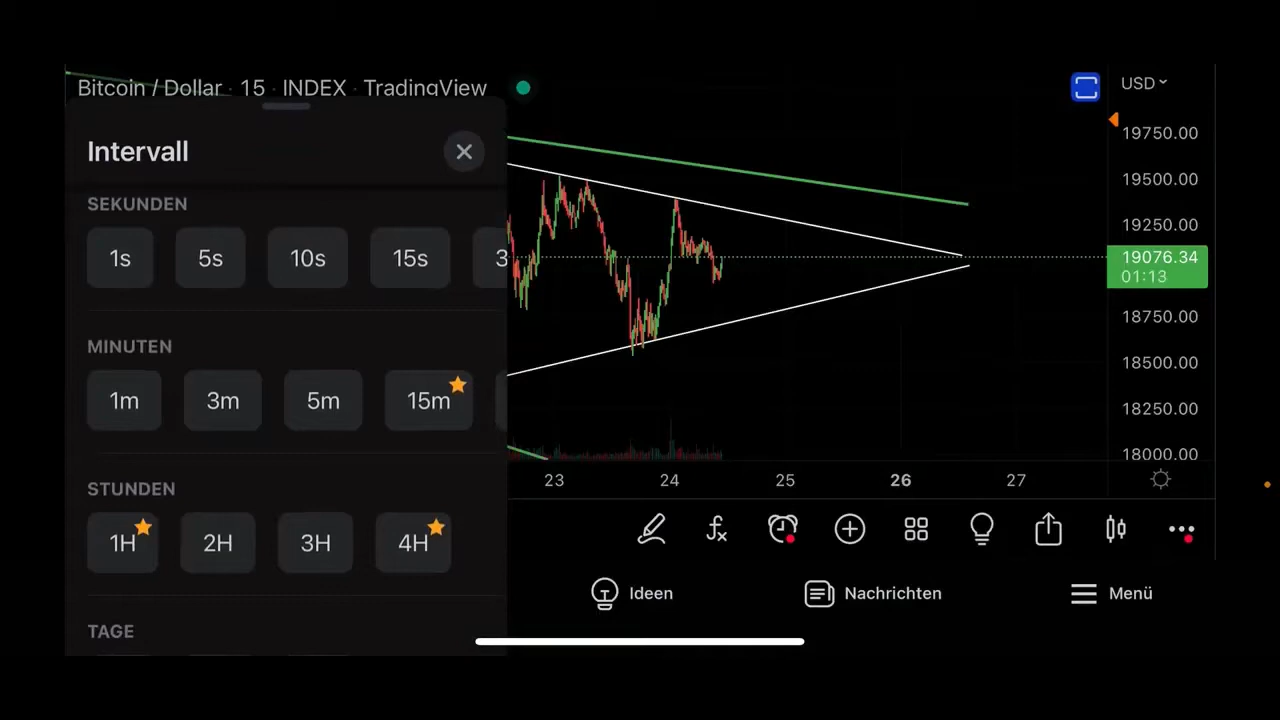 Bitcoin / Dollar · 15 · INDEX · TradingView
USD
Intervall
SEKUNDEN
1s 5s 10s 15s 3
MINUTEN
1m 3m 5m 15m
STUNDEN
1H 2H 3H 4H
TAGE
19750.00
19500.00
19250.00
19076.34
01:13
18750.00
18500.00
18250.00
18000.00
23 24 25 26 27
Ideen Nachrichten Menü